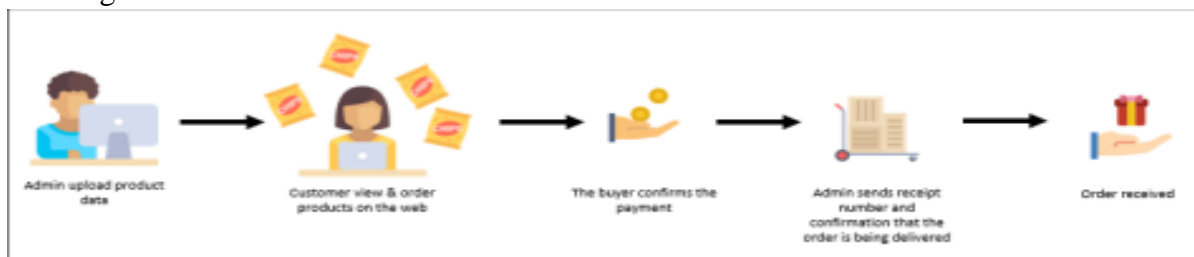 Admin upload product
data
Customer view & order
products on the web
The buyer confirms the
payment
Admin sends receipt
number and
confirmation that the
order is being delivered
Order received